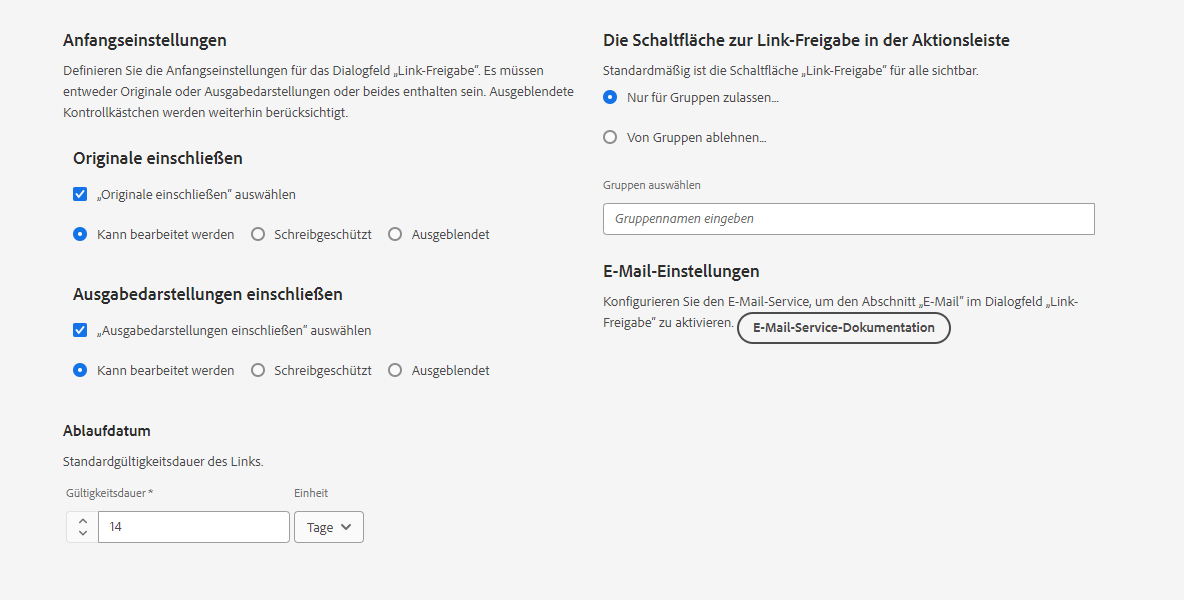 Anfangseinstellungen
Definieren Sie die Anfangseinstellungen für das Dialogfeld „Link-Freigabe“. Es müssen
entweder Originale oder Ausgabedarstellungen oder beides enthalten sein. Ausgeblendete
Kontrollkästchen werden weiterhin berücksichtigt.
Originale einschließen
„Originale einschließen“ auswählen
Kann bearbeitet werden Schreibgeschützt Ausgeblendet
Ausgabedarstellungen einschließen
„Ausgabedarstellungen einschließen“ auswählen
Kann bearbeitet werden Schreibgeschützt Ausgeblendet
Ablaufdatum
Standardgültigkeitsdauer des Links.
Gültigkeitsdauer * Einheit
14 Tage
Die Schaltfläche zur Link-Freigabe in der Aktionsleiste
Standardmäßig ist die Schaltfläche „Link-Freigabe“ für alle sichtbar.
Nur für Gruppen zulassen...
Von Gruppen ablehnen...
Gruppen auswählen
Gruppennamen eingeben
E-Mail-Einstellungen
Konfigurieren Sie den E-Mail-Service, um den Abschnitt „E-Mail“ im Dialogfeld „Link-
Freigabe“ zu aktivieren. E-Mail-Service-Dokumentation